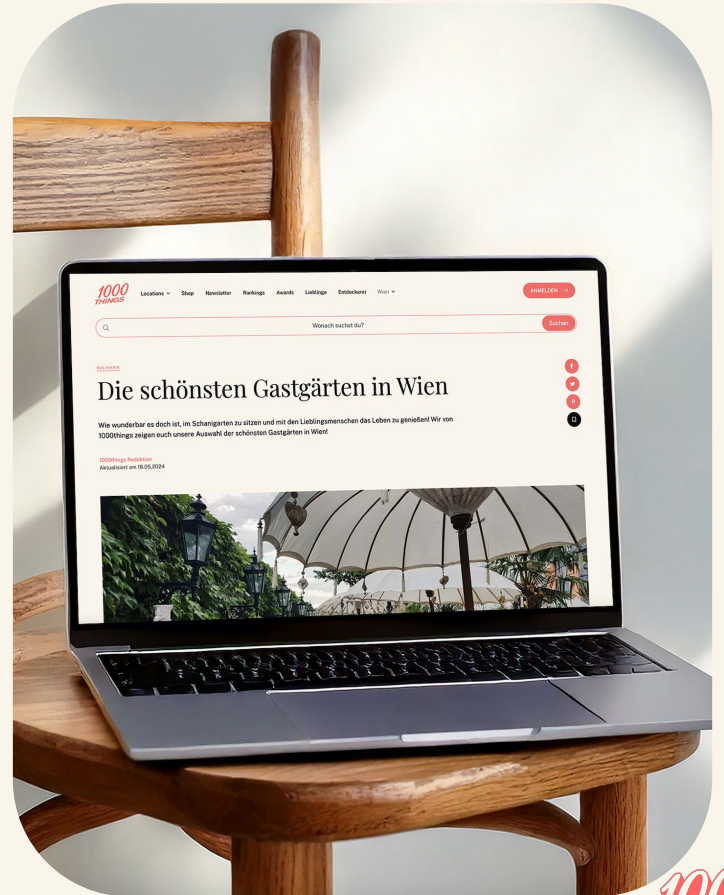 1000
THINGS
Locations Shop Newsletter Rankings Awards Lieblinge Entdeckerei Wien
ANMELDEN
Wonach suchst du?
Suchen
KULINARIK
Die schönsten Gastgärten in Wien
Wie wunderbar es doch ist, im Schanigarten zu sitzen und mit den Lieblingsmenschen das Leben zu genießen! Wir von
1000things zeigen euch unsere Auswahl der schönsten Gastgärten in Wien!
1000things Redaktion
Aktualisiert am 18.05.2024